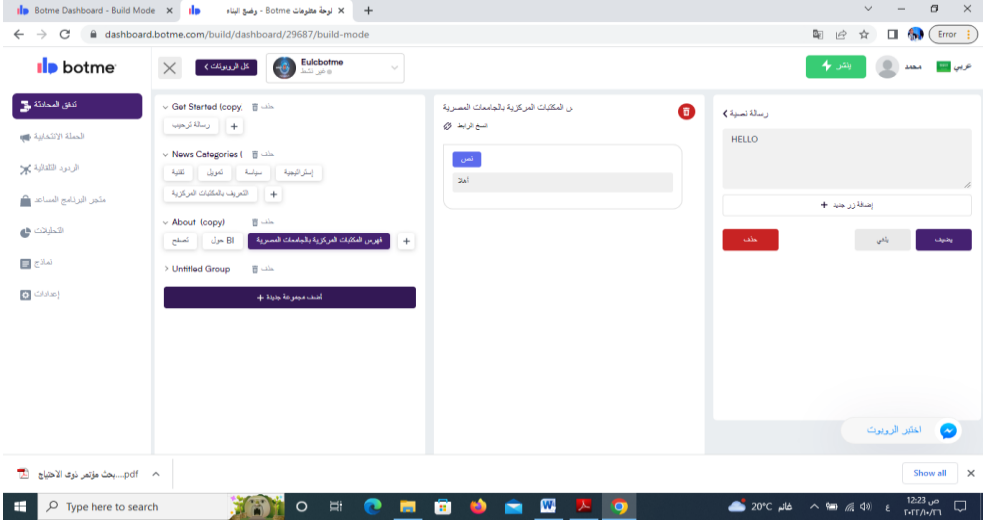 Botme Dashboard - Build Mode
لوحة معلومات Botme - وضع البناء
dashboard.botme.com/build/dashboard/29687/build-mode
Error
botme
كل الروبوتات
Eulcbotme
غير نشط
ينشر
محمد
عربي
تدفق المحادثة
الحملة الانتخابية
الردود التلقائية
متجر البرنامج المساعد
التحليلات
نماذج
إعدادات
Get Started (copy.
حذف
رسالة ترحيب
+
News Categories (
حذف
إستراتيجية
سياسة
تمويل
تقنية
التعريف بالمكتبات المركزية
+
About (copy)
حذف
فهرس المكتبات المركزية بالجامعات المصرية
حول BI
تصفح
+
Untitled Group
حذف
أضف مجموعة جديدة +
س المكتبات المركزية بالجامعات المصرية
انسخ الرابط
نص
أهلا
رسالة نصية
HELLO
إضافة زر جديد +
حذف
يلغي
يضيف
اختبر الروبوت
بحث مؤتمر نوى الاحتياج....pdf
Show all
Type here to search
20°C غائم
ع
12:23 ص
٢٠٢٢/١٠/٢٦